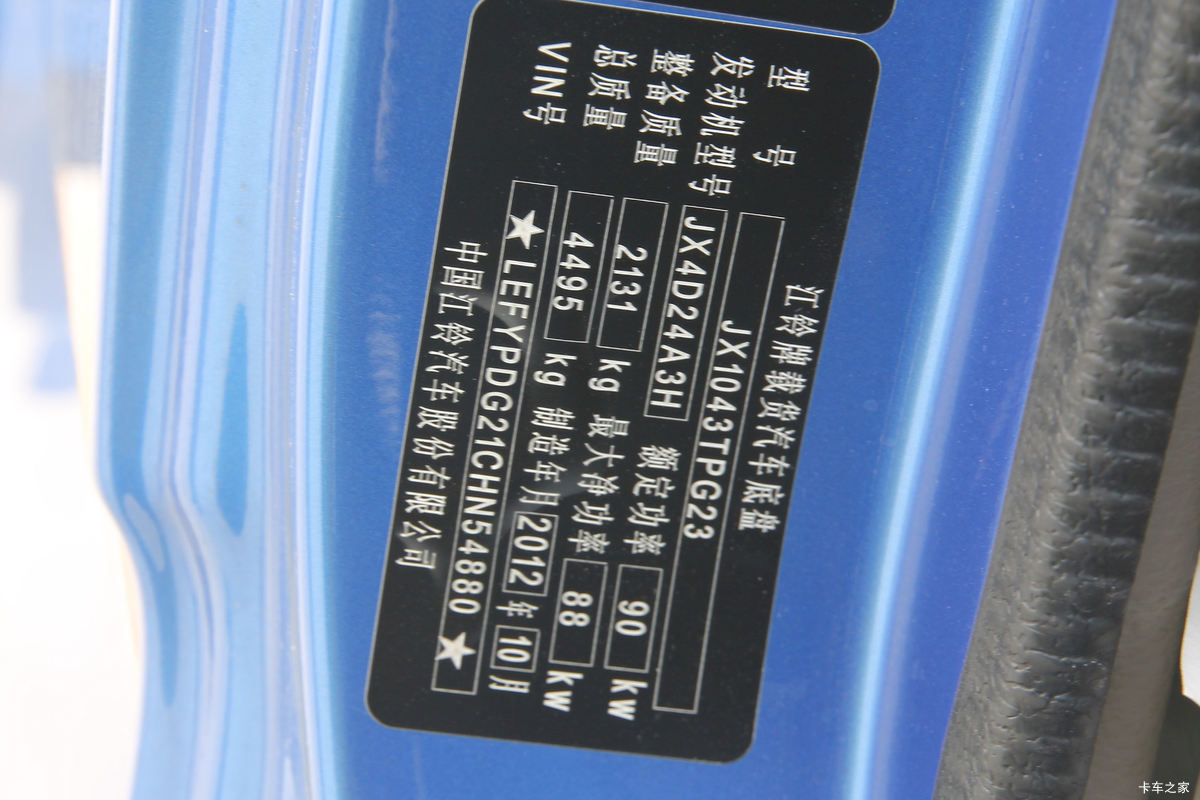 江铃牌载货汽车底盘
型 号 JX1043TPG23
发动机型号 JX4D24A3H 额定功率 90 kw
整备质量 2131 kg 最大净功率 88 kw
总质量 4495 kg 制造年月 2012 年 10 月
VIN号 ★LEFYPDG21CHN54880★
中国江铃汽车股份有限公司
卡车之家